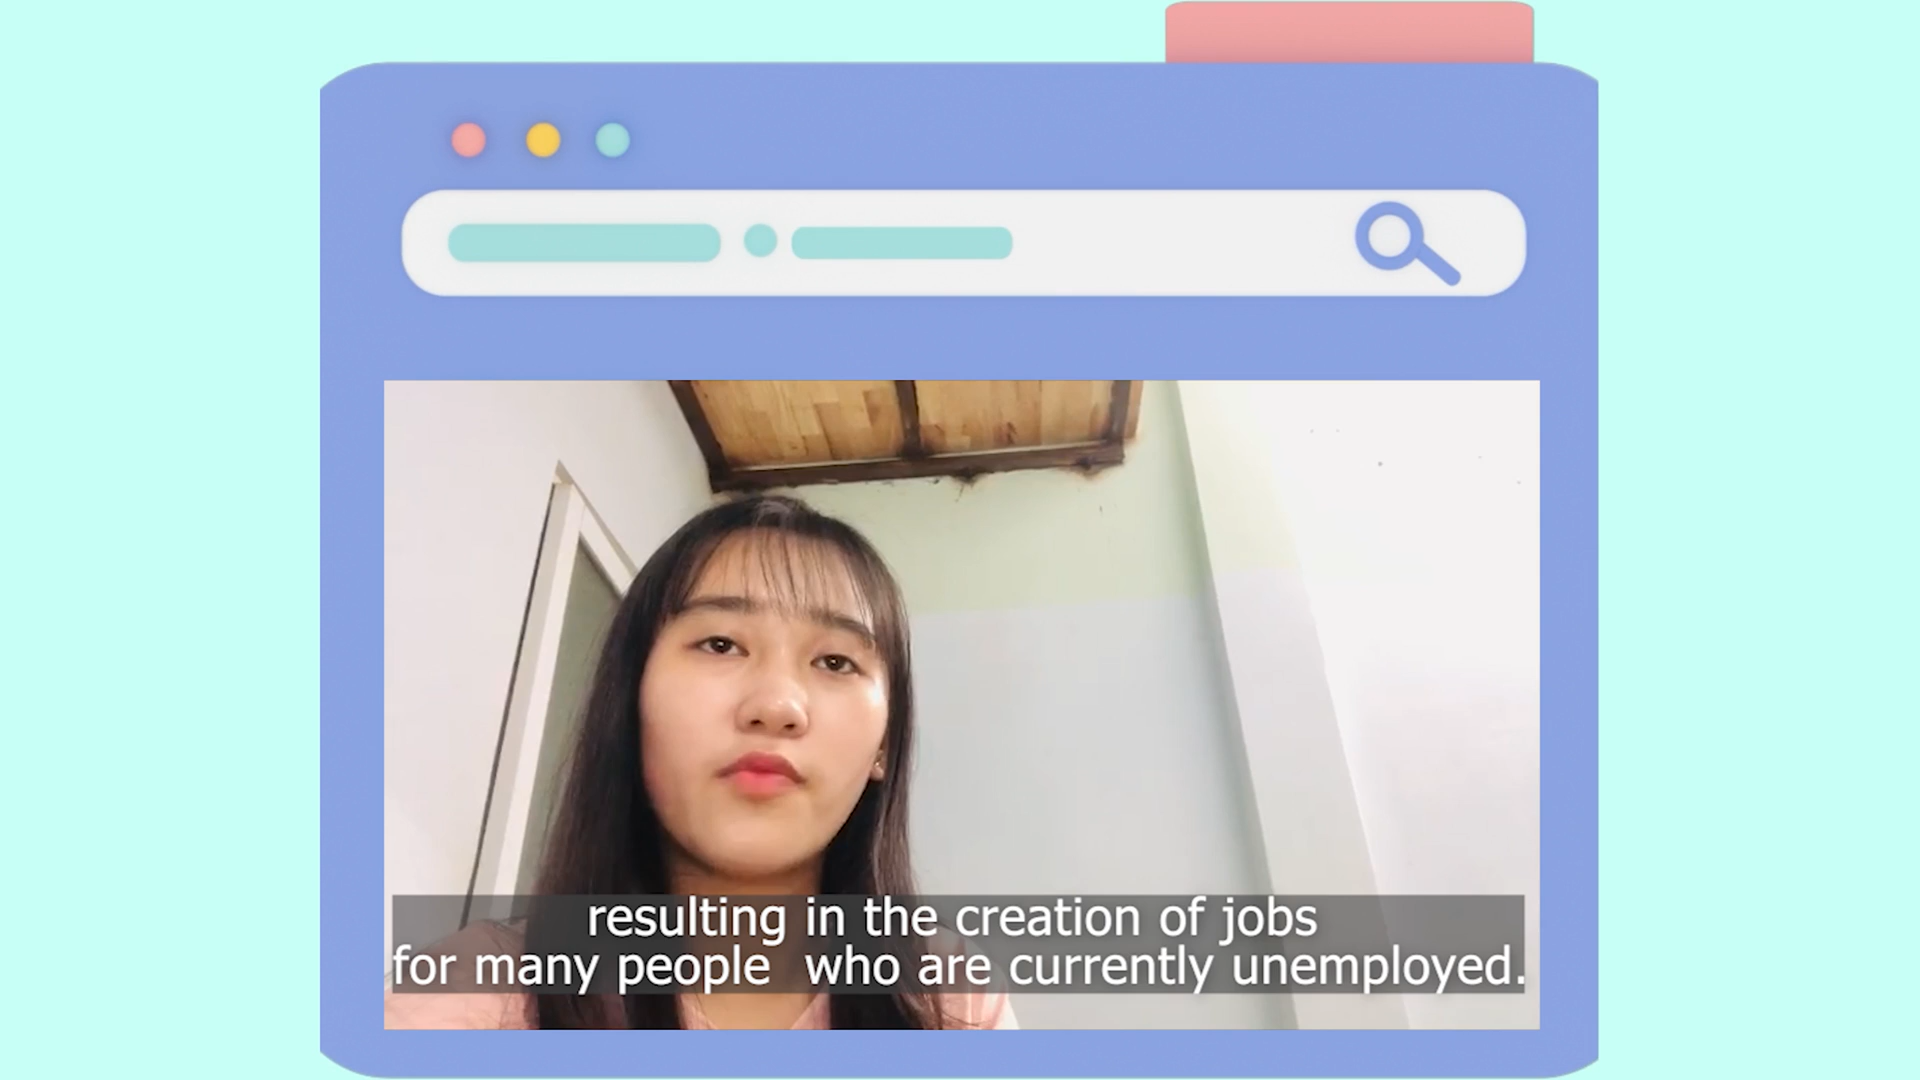 resulting in the creation of jobs
for many people  who are currently unemployed.